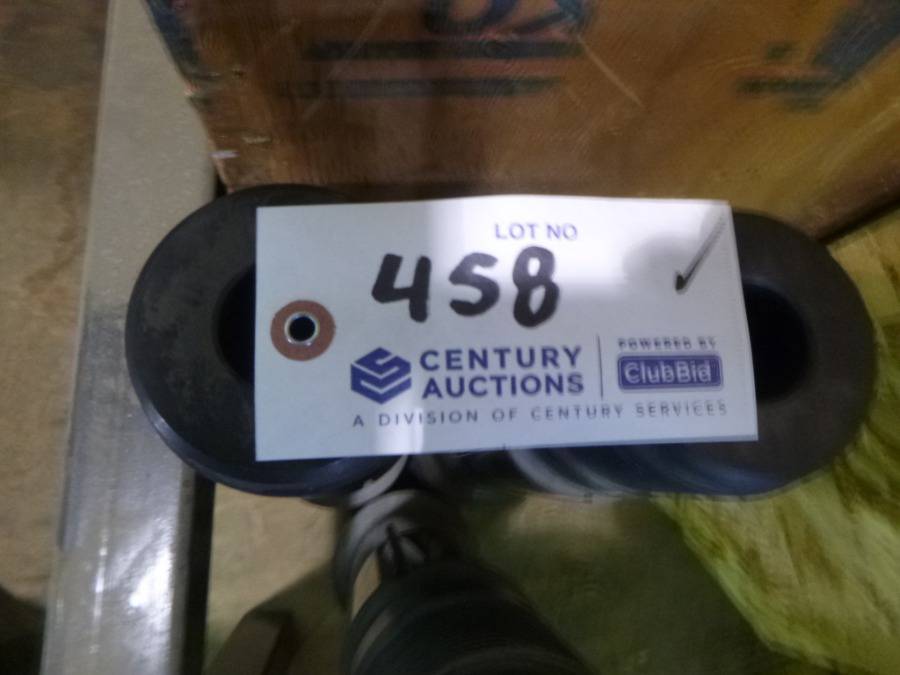 LOT NO
458
CENTURY
AUCTIONS
POWERED BY
ClubBid
A DIVISION OF CENTURY SERVICES